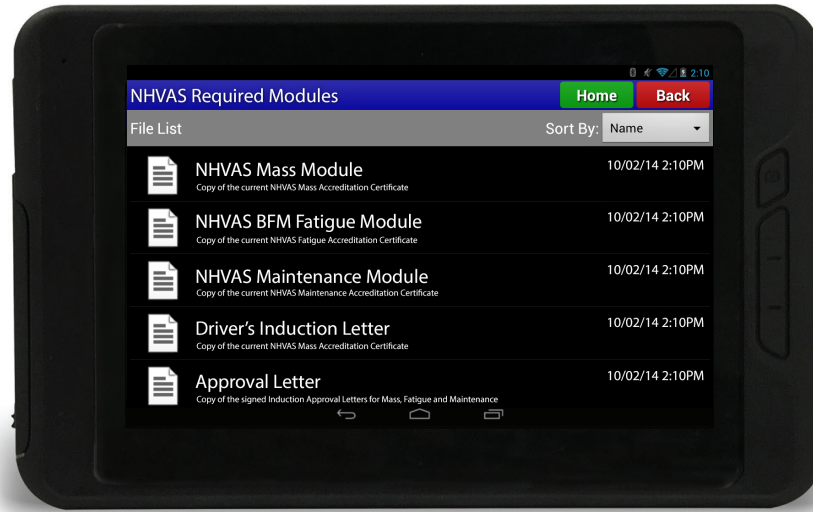 2:10
NHVAS Required Modules
Home
Back
File List
Sort By: Name
NHVAS Mass Module
10/02/14 2:10PM
Copy of the current NHVAS Mass Accreditation Certificate
NHVAS BFM Fatigue Module
10/02/14 2:10PM
Copy of the current NHVAS Fatigue Accreditation Certificate
NHVAS Maintenance Module
10/02/14 2:10PM
Copy of the current NHVAS Maintenance Accreditation Certificate
Driver's Induction Letter
10/02/14 2:10PM
Copy of the current NHVAS Mass Accreditation Certificate
Approval Letter
10/02/14 2:10PM
Copy of the signed Induction Approval Letters for Mass, Fatigue and Maintenance